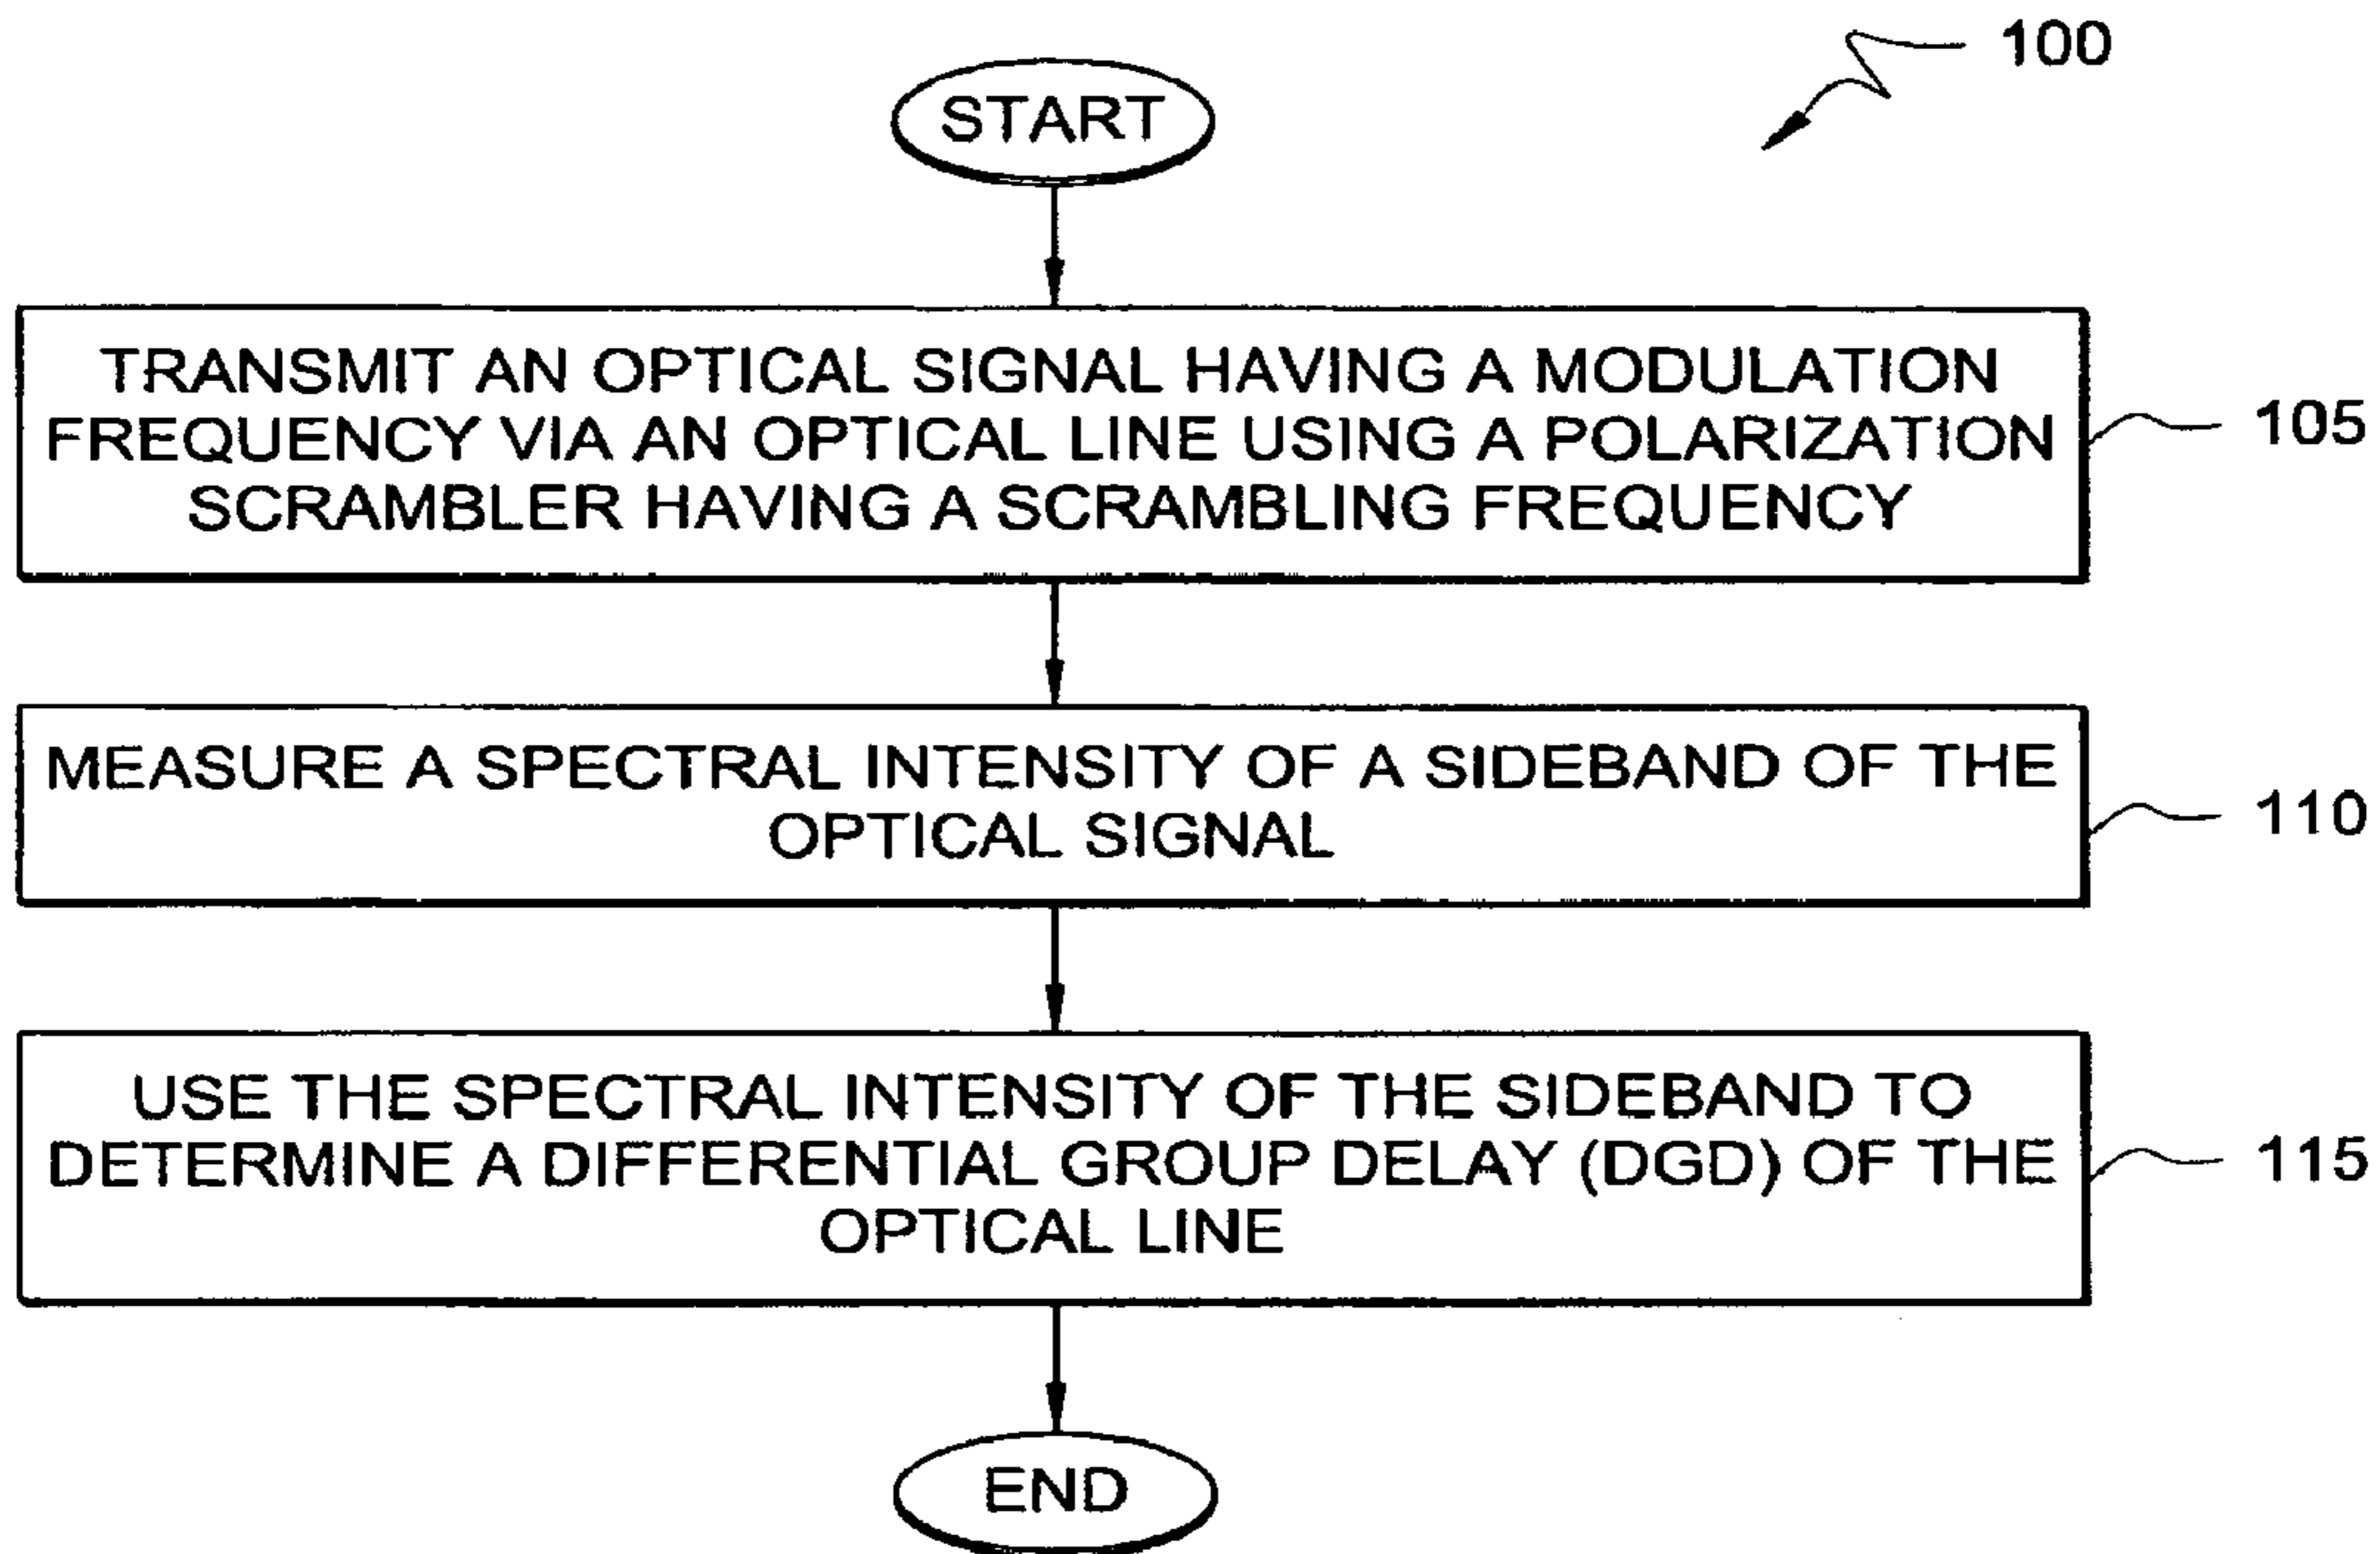 100
START
TRANSMIT AN OPTICAL SIGNAL HAVING A MODULATION
FREQUENCY VIA AN OPTICAL LINE USING A POLARIZATION
SCRAMBLER HAVING A SCRAMBLING FREQUENCY
105
MEASURE A SPECTRAL INTENSITY OF A SIDEBAND OF THE
OPTICAL SIGNAL
110
USE THE SPECTRAL INTENSITY OF THE SIDEBAND TO
DETERMINE A DIFFERENTIAL GROUP DELAY (DGD) OF THE
OPTICAL LINE
115
END